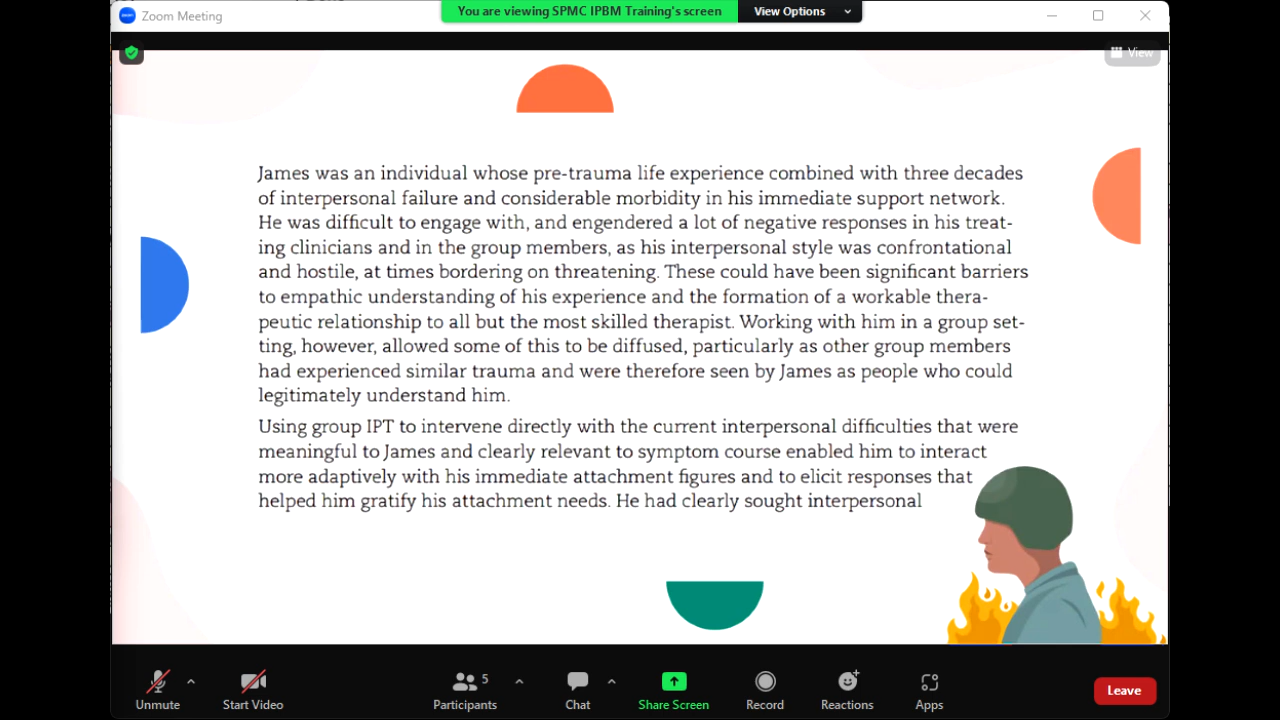 Zoom Meeting
You are viewing SPMC IPBM Training's screen
View Options
View
James was an individual whose pre-trauma life experience combined with three decades
of interpersonal failure and considerable morbidity in his immediate support network.
He was difficult to engage with, and engendered a lot of negative responses in his treat-
ing clinicians and in the group members, as his interpersonal style was confrontational
and hostile, at times bordering on threatening. These could have been significant barriers
to empathic understanding of his experience and the formation of a workable thera-
peutic relationship to all but the most skilled therapist. Working with him in a group set-
ting, however, allowed some of this to be diffused, particularly as other group members
had experienced similar trauma and were therefore seen by James as people who could
legitimately understand him.
Using group IPT to intervene directly with the current interpersonal difficulties that were
meaningful to James and clearly relevant to symptom course enabled him to interact
more adaptively with his immediate attachment figures and to elicit responses that
helped him gratify his attachment needs. He had clearly sought interpersonal
Unmute
Start Video
5
Participants
Chat
Share Screen
Record
Reactions
Apps
Leave